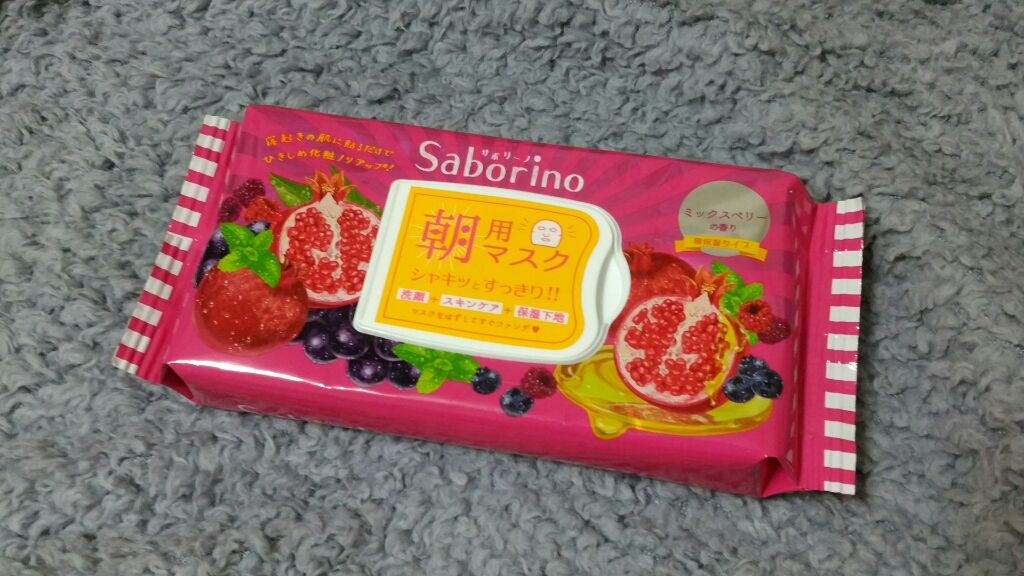 寝起きの肌に貼るだけで
ひきしめ化粧ノリアップ*!
サボリーノ
Saborino
朝用マスク
シャキッとすっきり!!
洗顔+スキンケア+保湿下地
マスクをはずしてすぐファンデ♥
ミックスベリー
の香り
高保湿タイプ